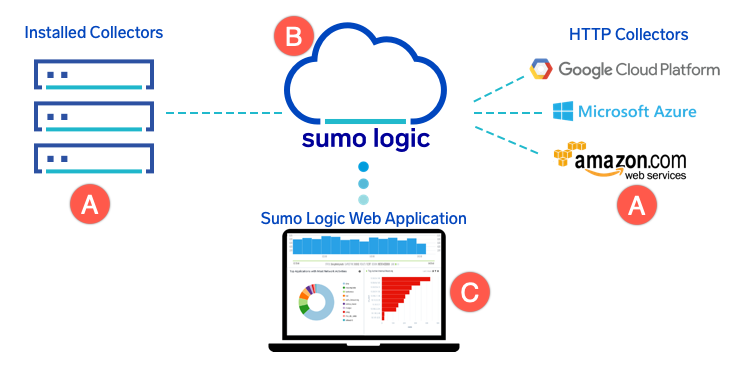 Installed Collectors
B
HTTP Collectors
Google Cloud Platform
Microsoft Azure
sumo logic
amazon.com
web services
A
A
Sumo Logic Web Application
C